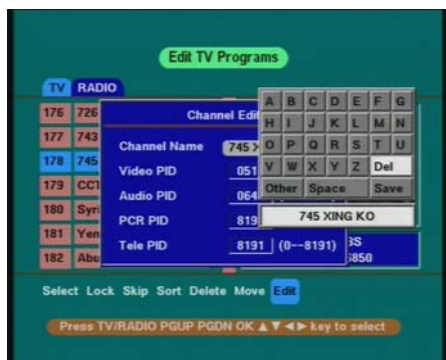 Edit TV Programs
TV RADIO
176 726
177 743
178 745
179 CCT
180 Syri
181 Yen
182 Abu
Channel Edi
Channel Name 745 X
Video PID 051
Audio PID 064
PCR PID 819
Tele PID 8191 (0--8191)
A B C D E F G
H I J K L M N
O P Q R S T U
V W X Y Z Del
Other Space Save
745 XING KO
BS
5850
Select Lock Skip Sort Delete Move Edit
Press TV/RADIO PGUP PGDN OK ▲ ▼ ◄ ► key to select